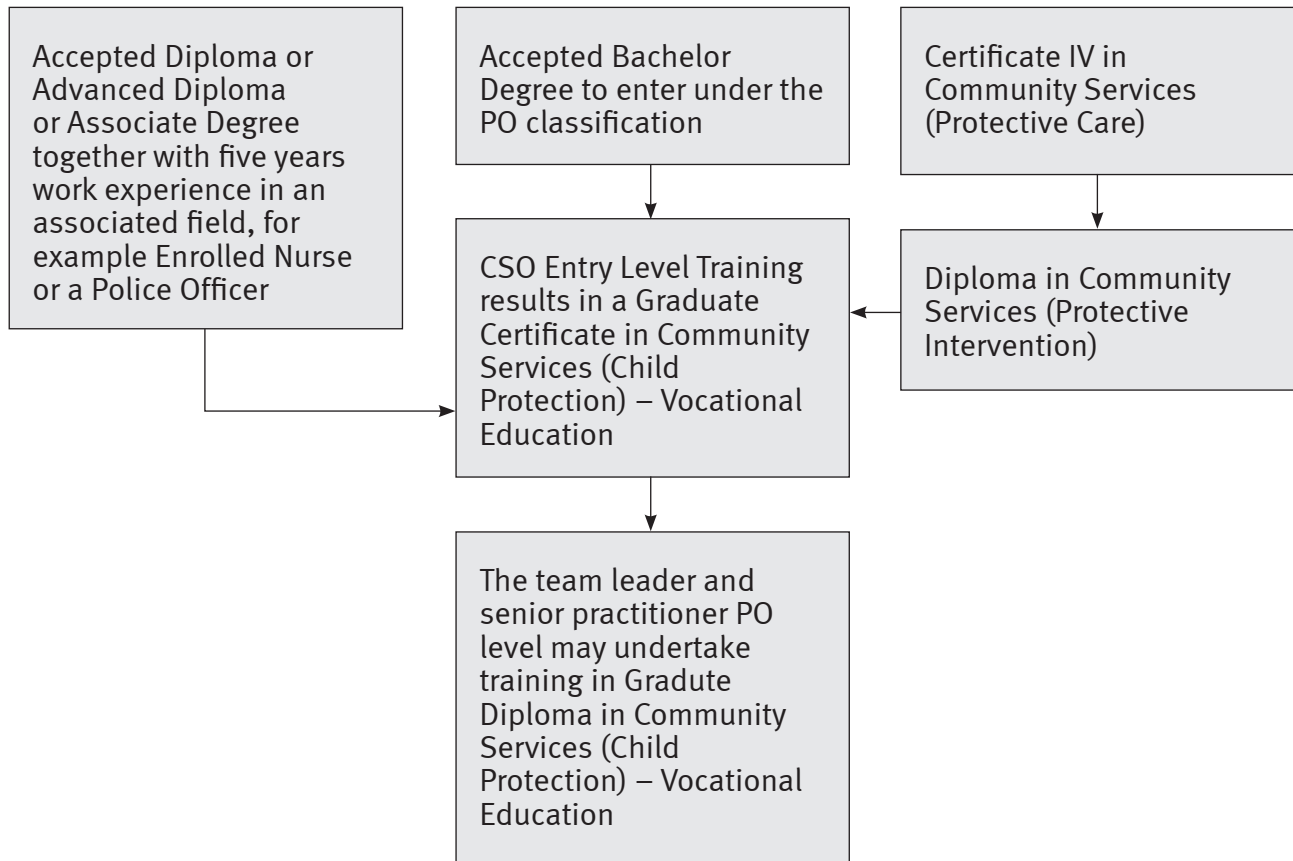 Accepted Diploma or
Advanced Diploma
or Associate Degree
together with five years
work experience in an
associated field, for
example Enrolled Nurse
or a Police Officer
Accepted Bachelor
Degree to enter under the
PO classification
Certificate IV in
Community Services
(Protective Care)
CSO Entry Level Training
results in a Graduate
Certificate in Community
Services (Child
Protection) – Vocational
Education
Diploma in Community
Services (Protective
Intervention)
The team leader and
senior practitioner PO
level may undertake
training in Gradute
Diploma in Community
Services (Child
Protection) – Vocational
Education